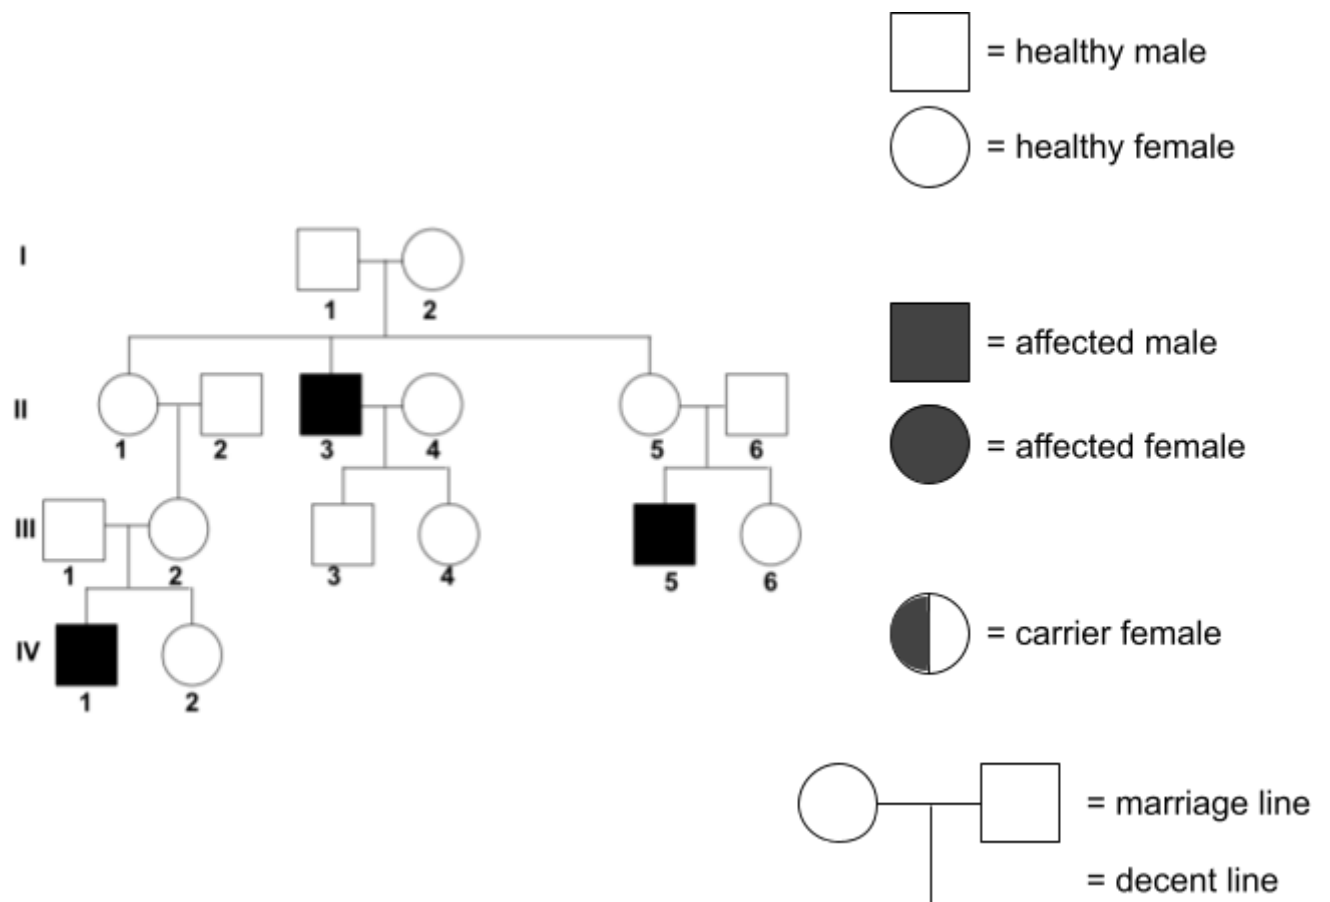 = healthy male
= healthy female
I
1 2
= affected male
II
1 2 3 4 5 6
= affected female
III
1 2 3 4 5 6
= carrier female
IV
1 2
= marriage line
= decent line